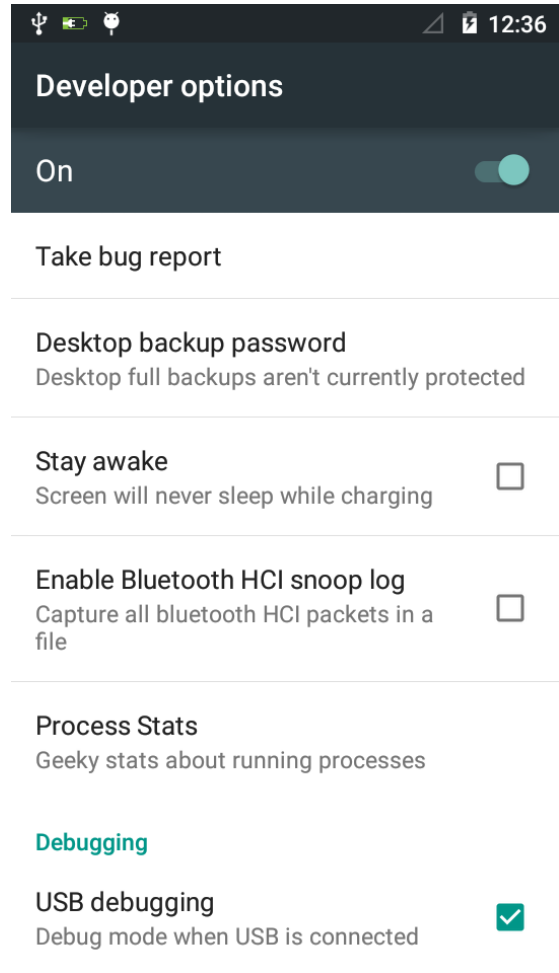 12:36
Developer options
On
Take bug report
Desktop backup password
Desktop full backups aren't currently protected
Stay awake
Screen will never sleep while charging
Enable Bluetooth HCI snoop log
Capture all bluetooth HCI packets in a
file
Process Stats
Geeky stats about running processes
Debugging
USB debugging
Debug mode when USB is connected